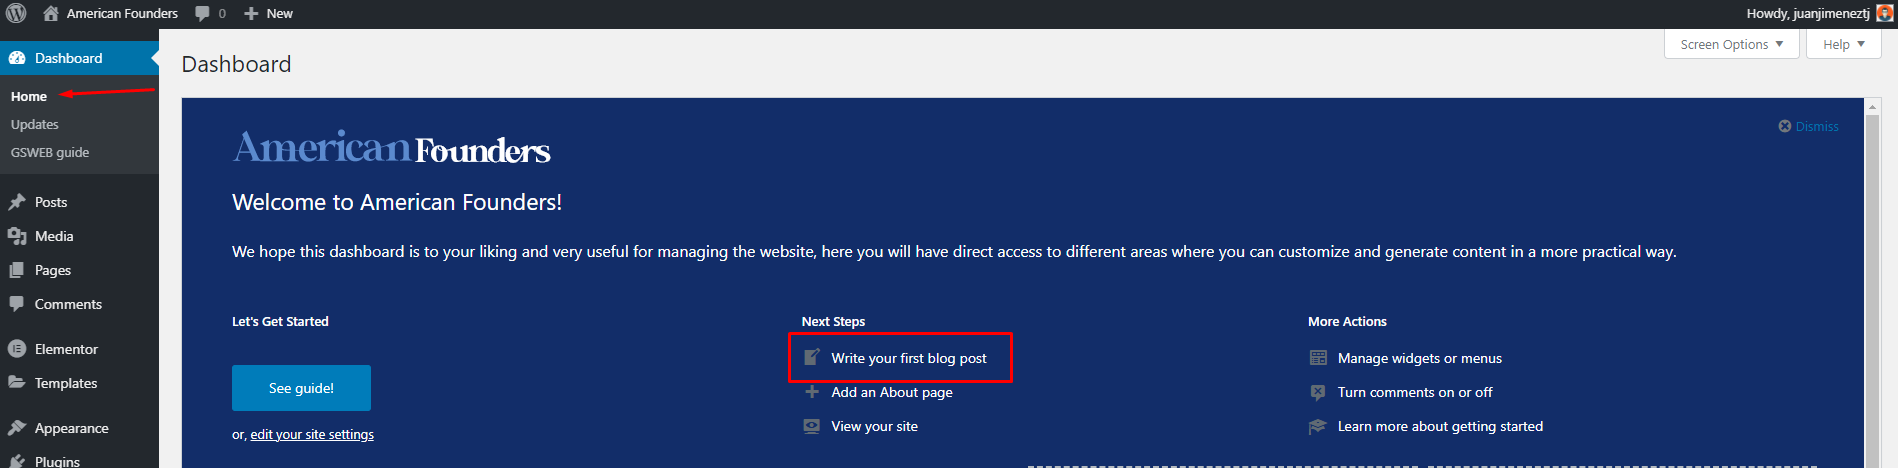 American Founders 0 New Howdy, juanjimeneztj
Dashboard
Home
Updates
GSWEB guide
Posts
Media
Pages
Comments
Elementor
Templates
Appearance
Plugins
Screen Options Help
Dashboard
American Founders
Dismiss
Welcome to American Founders!
We hope this dashboard is to your liking and very useful for managing the website, here you will have direct access to different areas where you can customize and generate content in a more practical way.
Let's Get Started
See guide!
or, edit your site settings
Next Steps
Write your first blog post
Add an About page
View your site
More Actions
Manage widgets or menus
Turn comments on or off
Learn more about getting started